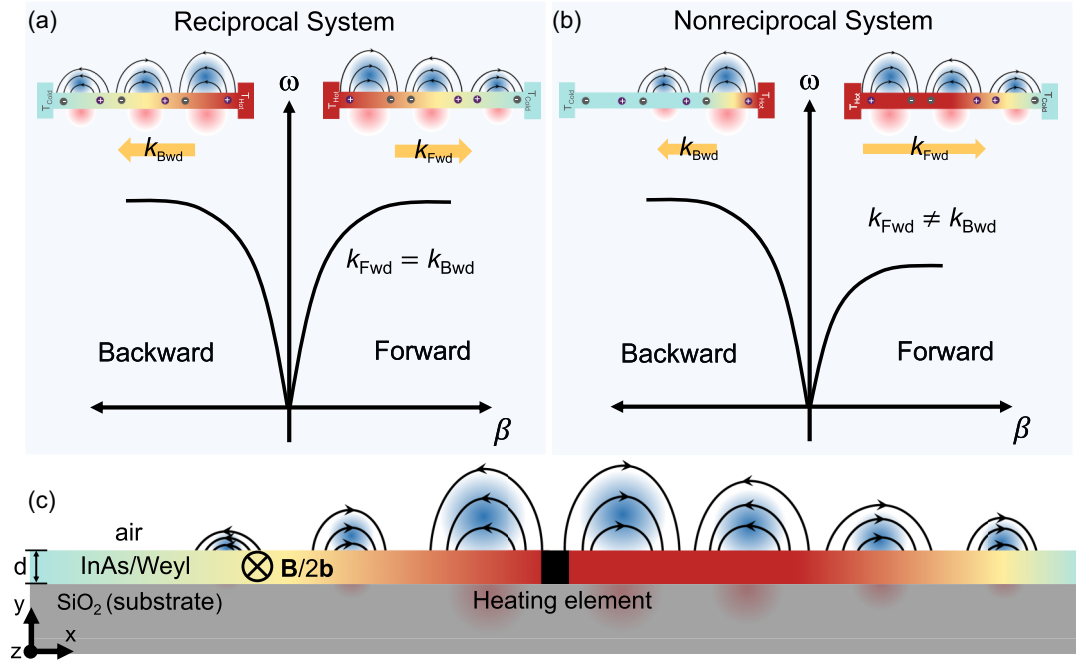 (a) Reciprocal System
T_Cold T_Hot T_Hot T_Cold
ω
k_Bwd k_Fwd
k_Fwd = k_Bwd
Backward Forward
β
(b) Nonreciprocal System
T_Cold T_Hot T_Hot T_Cold
ω
k_Bwd k_Fwd
k_Fwd ≠ k_Bwd
Backward Forward
β
(c)
air
d InAs/Weyl B/2b
SiO₂ (substrate) Heating element
y
x
z